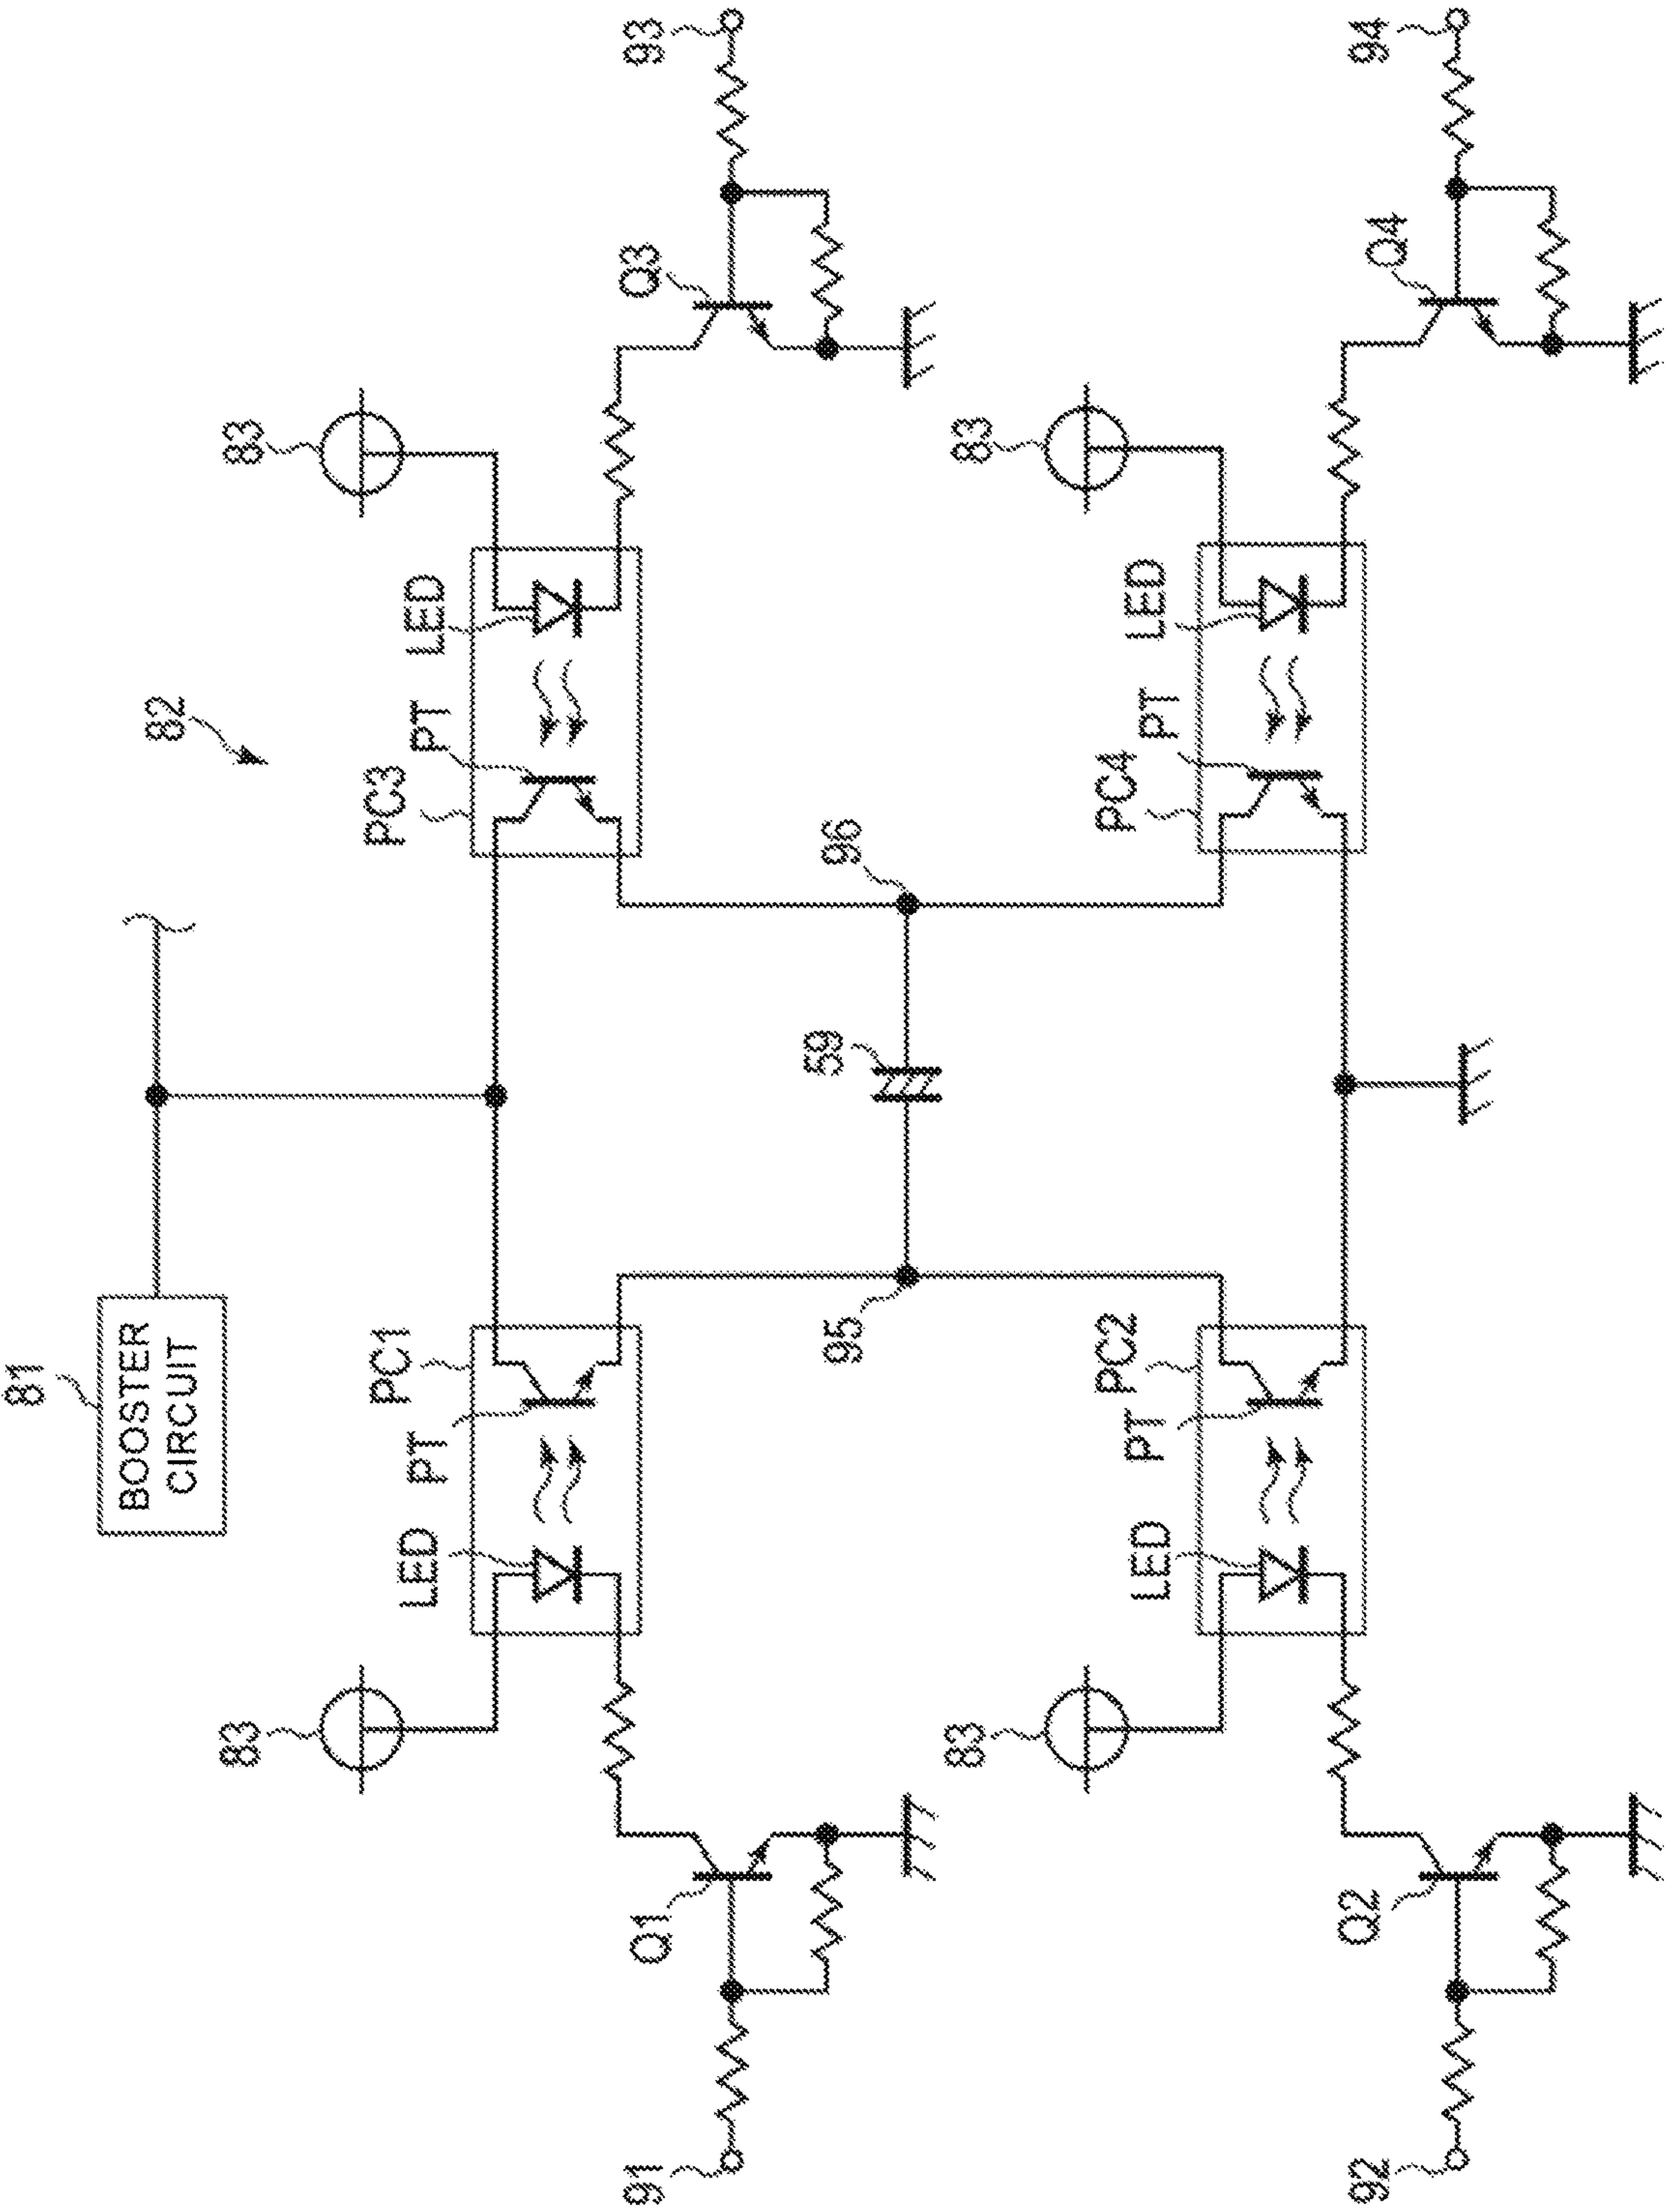 81
BOOSTER
CIRCUIT
82
83
83
LED
PT
PC1
PC3
PT
LED
Q1
Q3
91
93
95
59
96
83
83
LED
PT
PC2
PC4
PT
LED
Q2
Q4
92
94